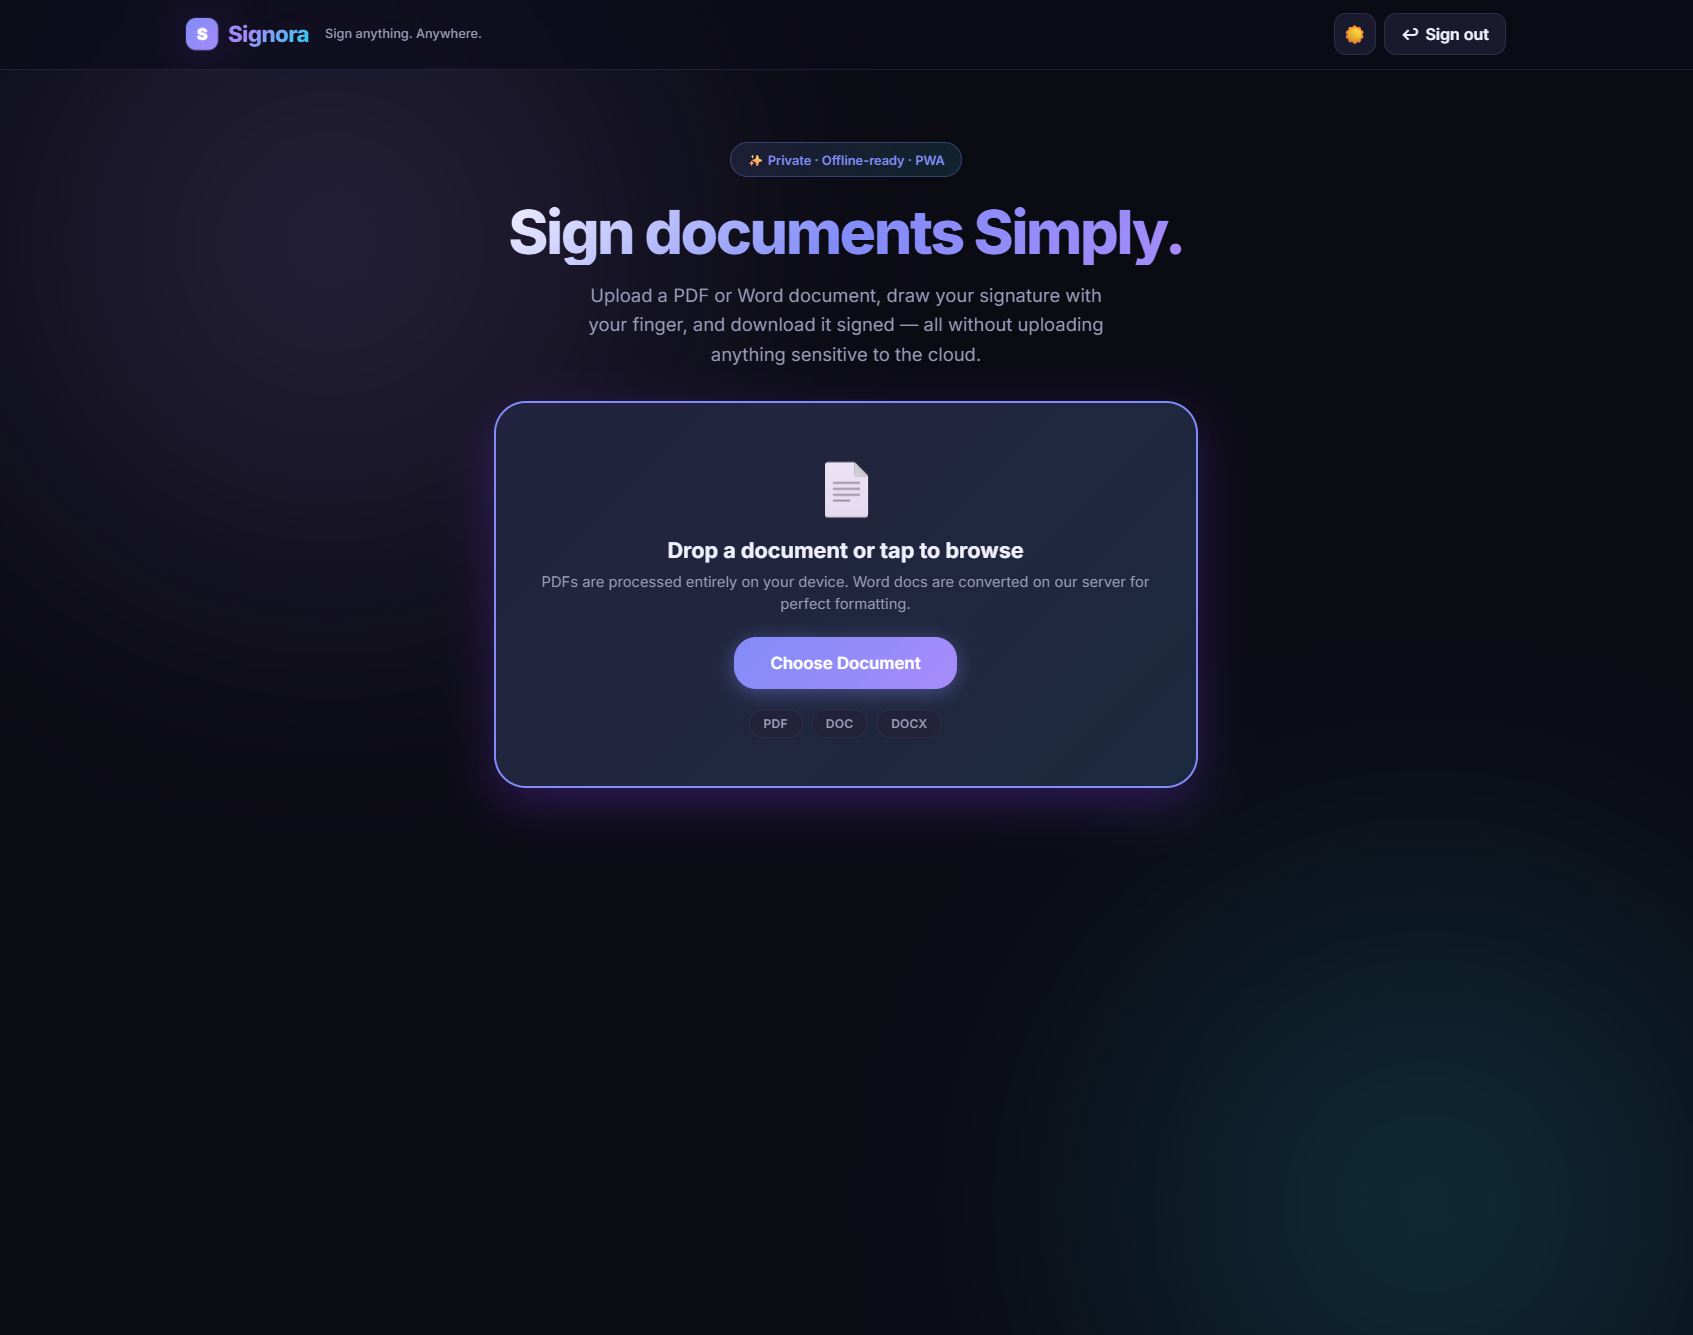 S Signora Sign anything. Anywhere.
Sign out
Private · Offline-ready · PWA
Sign documents Simply.
Upload a PDF or Word document, draw your signature with
your finger, and download it signed — all without uploading
anything sensitive to the cloud.
Drop a document or tap to browse
PDFs are processed entirely on your device. Word docs are converted on our server for
perfect formatting.
Choose Document
PDF DOC DOCX